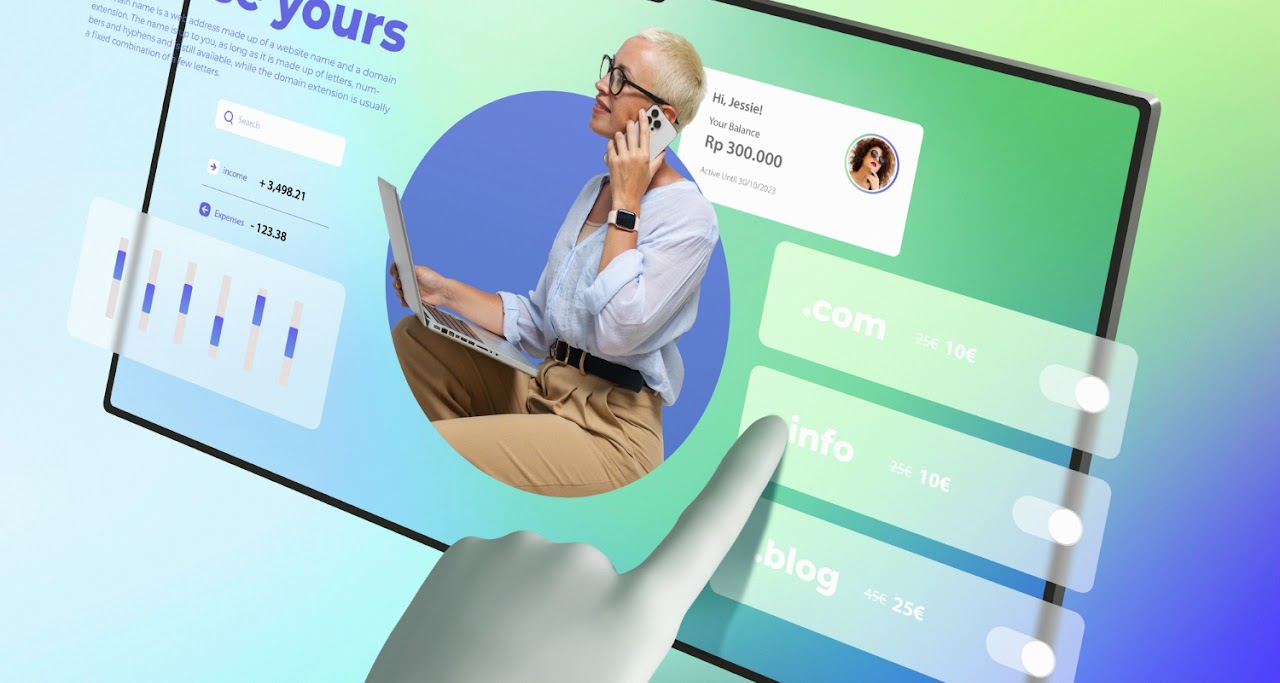 yours
main name is a web address made up of a website name and a domain
extension. The name is up to you, as long as it is made up of letters, num-
bers and hyphens and is still available, while the domain extension is usually
a fixed combination of a few letters.
Search
income + 3,498.21
Expenses - 123.38
Hi, Jessie!
Your Balance
Rp 300.000
Active Until 30/10/2023
.com 25€ 10€
.info 25€ 10€
.blog 45€ 25€